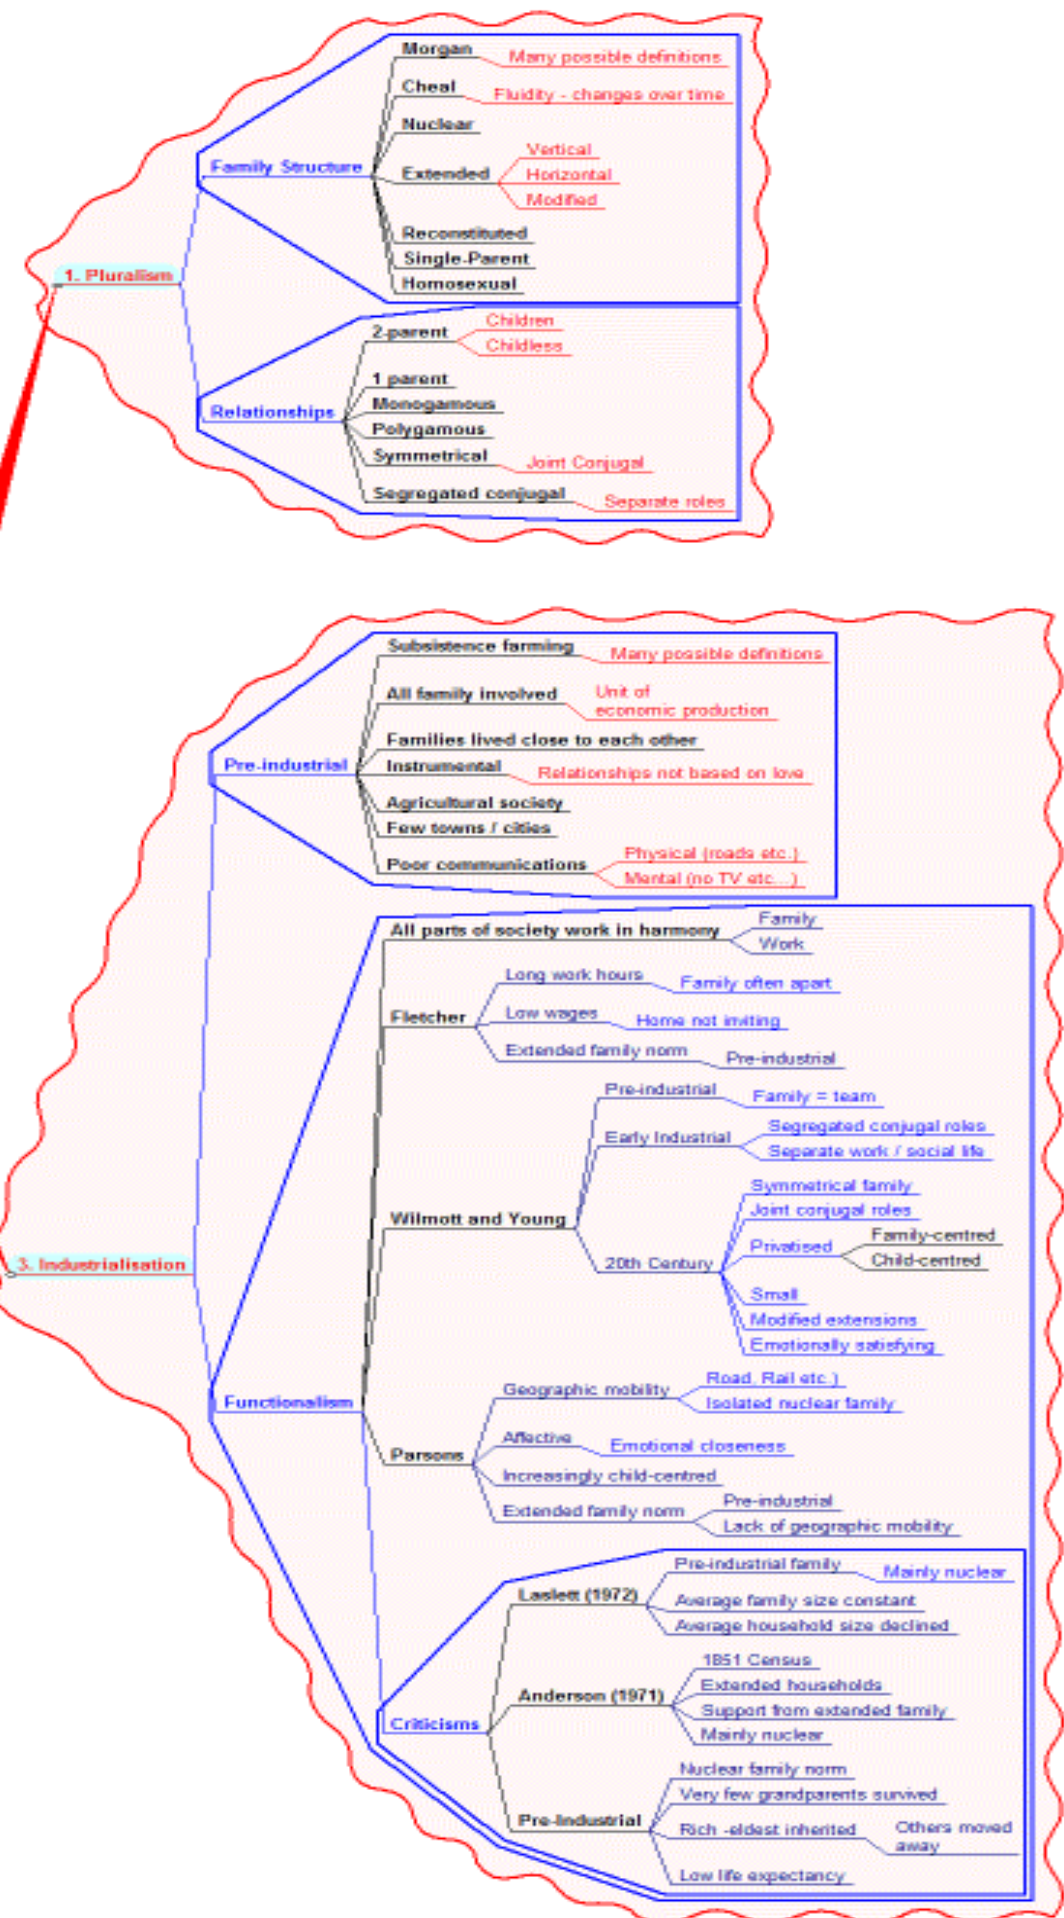 Morgan
Many possible definitions
Cheal
Fluidity - changes over time
Nuclear
Vertical
Family Structure
Extended
Horizontal
Modified
Reconstituted
Single-Parent
1. Pluralism
Homosexual
2-parent
Children
Childless
1 parent
Monogamous
Relationships
Polygamous
Symmetrical
Joint Conjugal
Segregated conjugal
Separate roles
Subsistence farming
Many possible definitions
All family involved
Unit of
economic production
Families lived close to each other
Pre-industrial
Instrumental
Relationships not based on love
Agricultural society
Few towns / cities
Poor communications
Physical (roads etc.)
Mental (no TV etc...)
All parts of society work in harmony
Family
Work
Long work hours
Family often apart
Fletcher
Low wages
Home not inviting
Extended family norm
Pre-industrial
Pre-industrial
Family = team
Early Industrial
Segregated conjugal roles
Separate work / social life
Wilmott and Young
Symmetrical family
Joint conjugal roles
3. Industrialisation
20th Century
Privatised
Family-centred
Child-centred
Small
Modified extensions
Emotionally satisfying
Functionalism
Geographic mobility
Road, Rail etc.)
Isolated nuclear family
Parsons
Affective
Emotional closeness
Increasingly child-centred
Extended family norm
Pre-industrial
Lack of geographic mobility
Laslett (1972)
Pre-industrial family
Mainly nuclear
Average family size constant
Average household size declined
Criticisms
Anderson (1971)
1851 Census
Extended households
Support from extended family
Mainly nuclear
Pre-Industrial
Nuclear family norm
Very few grandparents survived
Rich -eldest inherited
Others moved
away
Low life expectancy